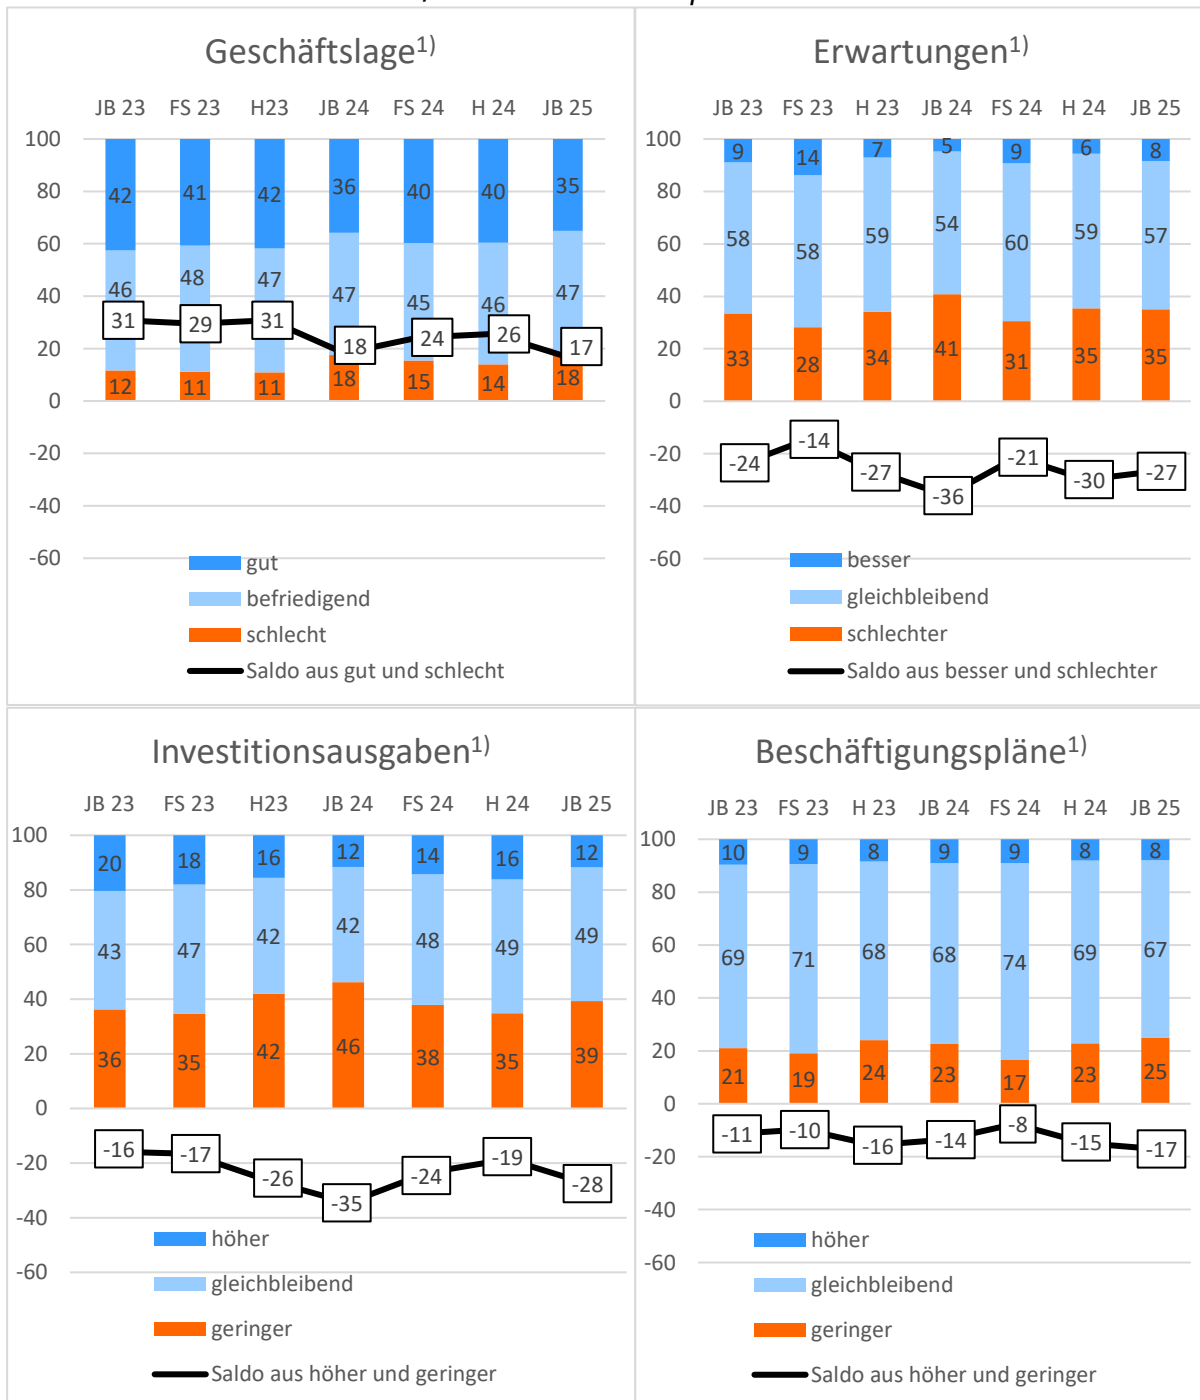 Geschäftslage1)
JB 23 FS 23 H23 JB 24 FS 24 H 24 JB 25
100
80
60
40
20
0
-20
-40
-60
42 41 42 36 40 40 35
46 48 47 47 45 46 47
31 29 31 18 24 26 17
12 11 11 18 15 14 18
gut
befriedigend
schlecht
Saldo aus gut und schlecht
Erwartungen1)
JB 23 FS 23 H 23 JB 24 FS 24 H 24 JB 25
100
80
60
40
20
0
-20
-40
-60
9 14 7 5 9 6 8
58 58 59 54 60 59 57
33 28 34 41 31 35 35
-24 -14 -27 -36 -21 -30 -27
besser
gleichbleibend
schlechter
Saldo aus besser und schlechter
Investitionsausgaben1)
JB 23 FS 23 H23 JB 24 FS 24 H 24 JB 25
100
80
60
40
20
0
-20
-40
-60
20 18 16 12 14 16 12
43 47 42 42 48 49 49
36 35 42 46 38 35 39
-16 -17 -26 -35 -24 -19 -28
höher
gleichbleibend
geringer
Saldo aus höher und geringer
Beschäftigungspläne1)
JB 23 FS 23 H 23 JB 24 FS 24 H 24 JB 25
100
80
60
40
20
0
-20
-40
-60
10 9 8 9 9 8 8
69 71 68 68 74 69 67
21 19 24 23 17 23 25
-11 -10 -16 -14 -8 -15 -17
höher
gleichbleibend
geringer
Saldo aus höher und geringer